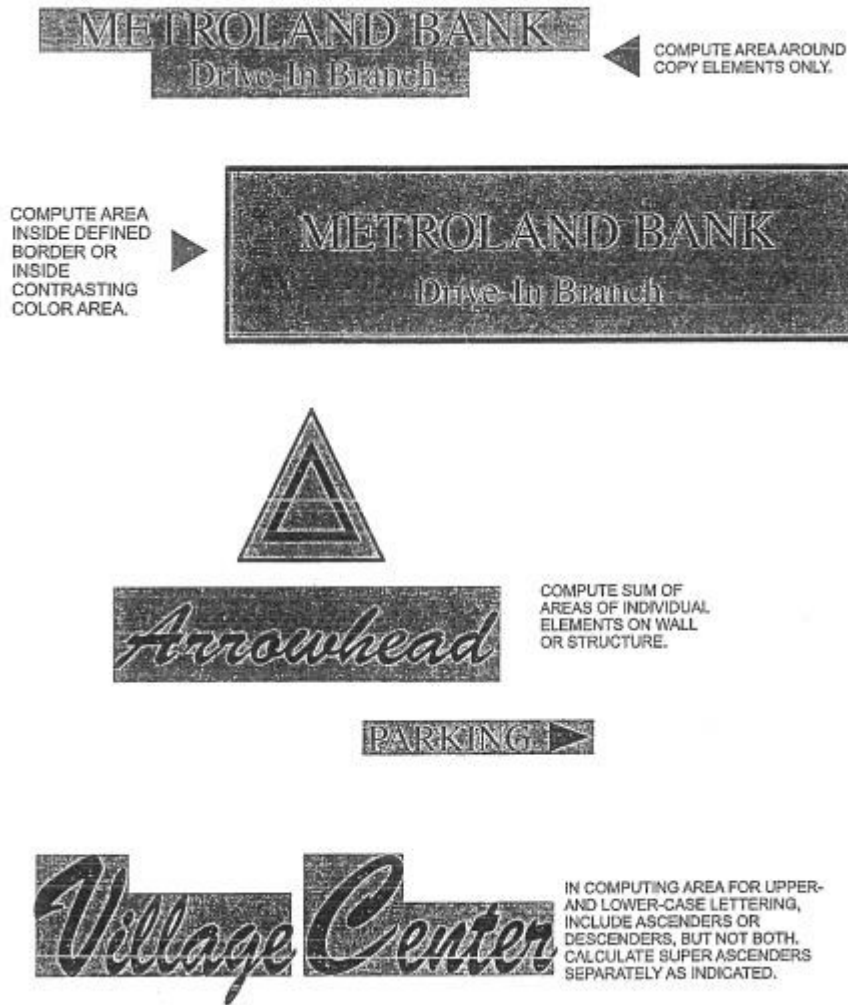 METROLAND BANK
Drive-In Branch
COMPUTE AREA AROUND
COPY ELEMENTS ONLY.
COMPUTE AREA
INSIDE DEFINED
BORDER OR
INSIDE
CONTRASTING
COLOR AREA.
METROLAND BANK
Drive-In Branch
Arrowhead
COMPUTE SUM OF
AREAS OF INDIVIDUAL
ELEMENTS ON WALL
OR STRUCTURE.
PARKING
Village Center
IN COMPUTING AREA FOR UPPER-
AND LOWER-CASE LETTERING,
INCLUDE ASCENDERS OR
DESCENDERS, BUT NOT BOTH.
CALCULATE SUPER ASCENDERS
SEPARATELY AS INDICATED.